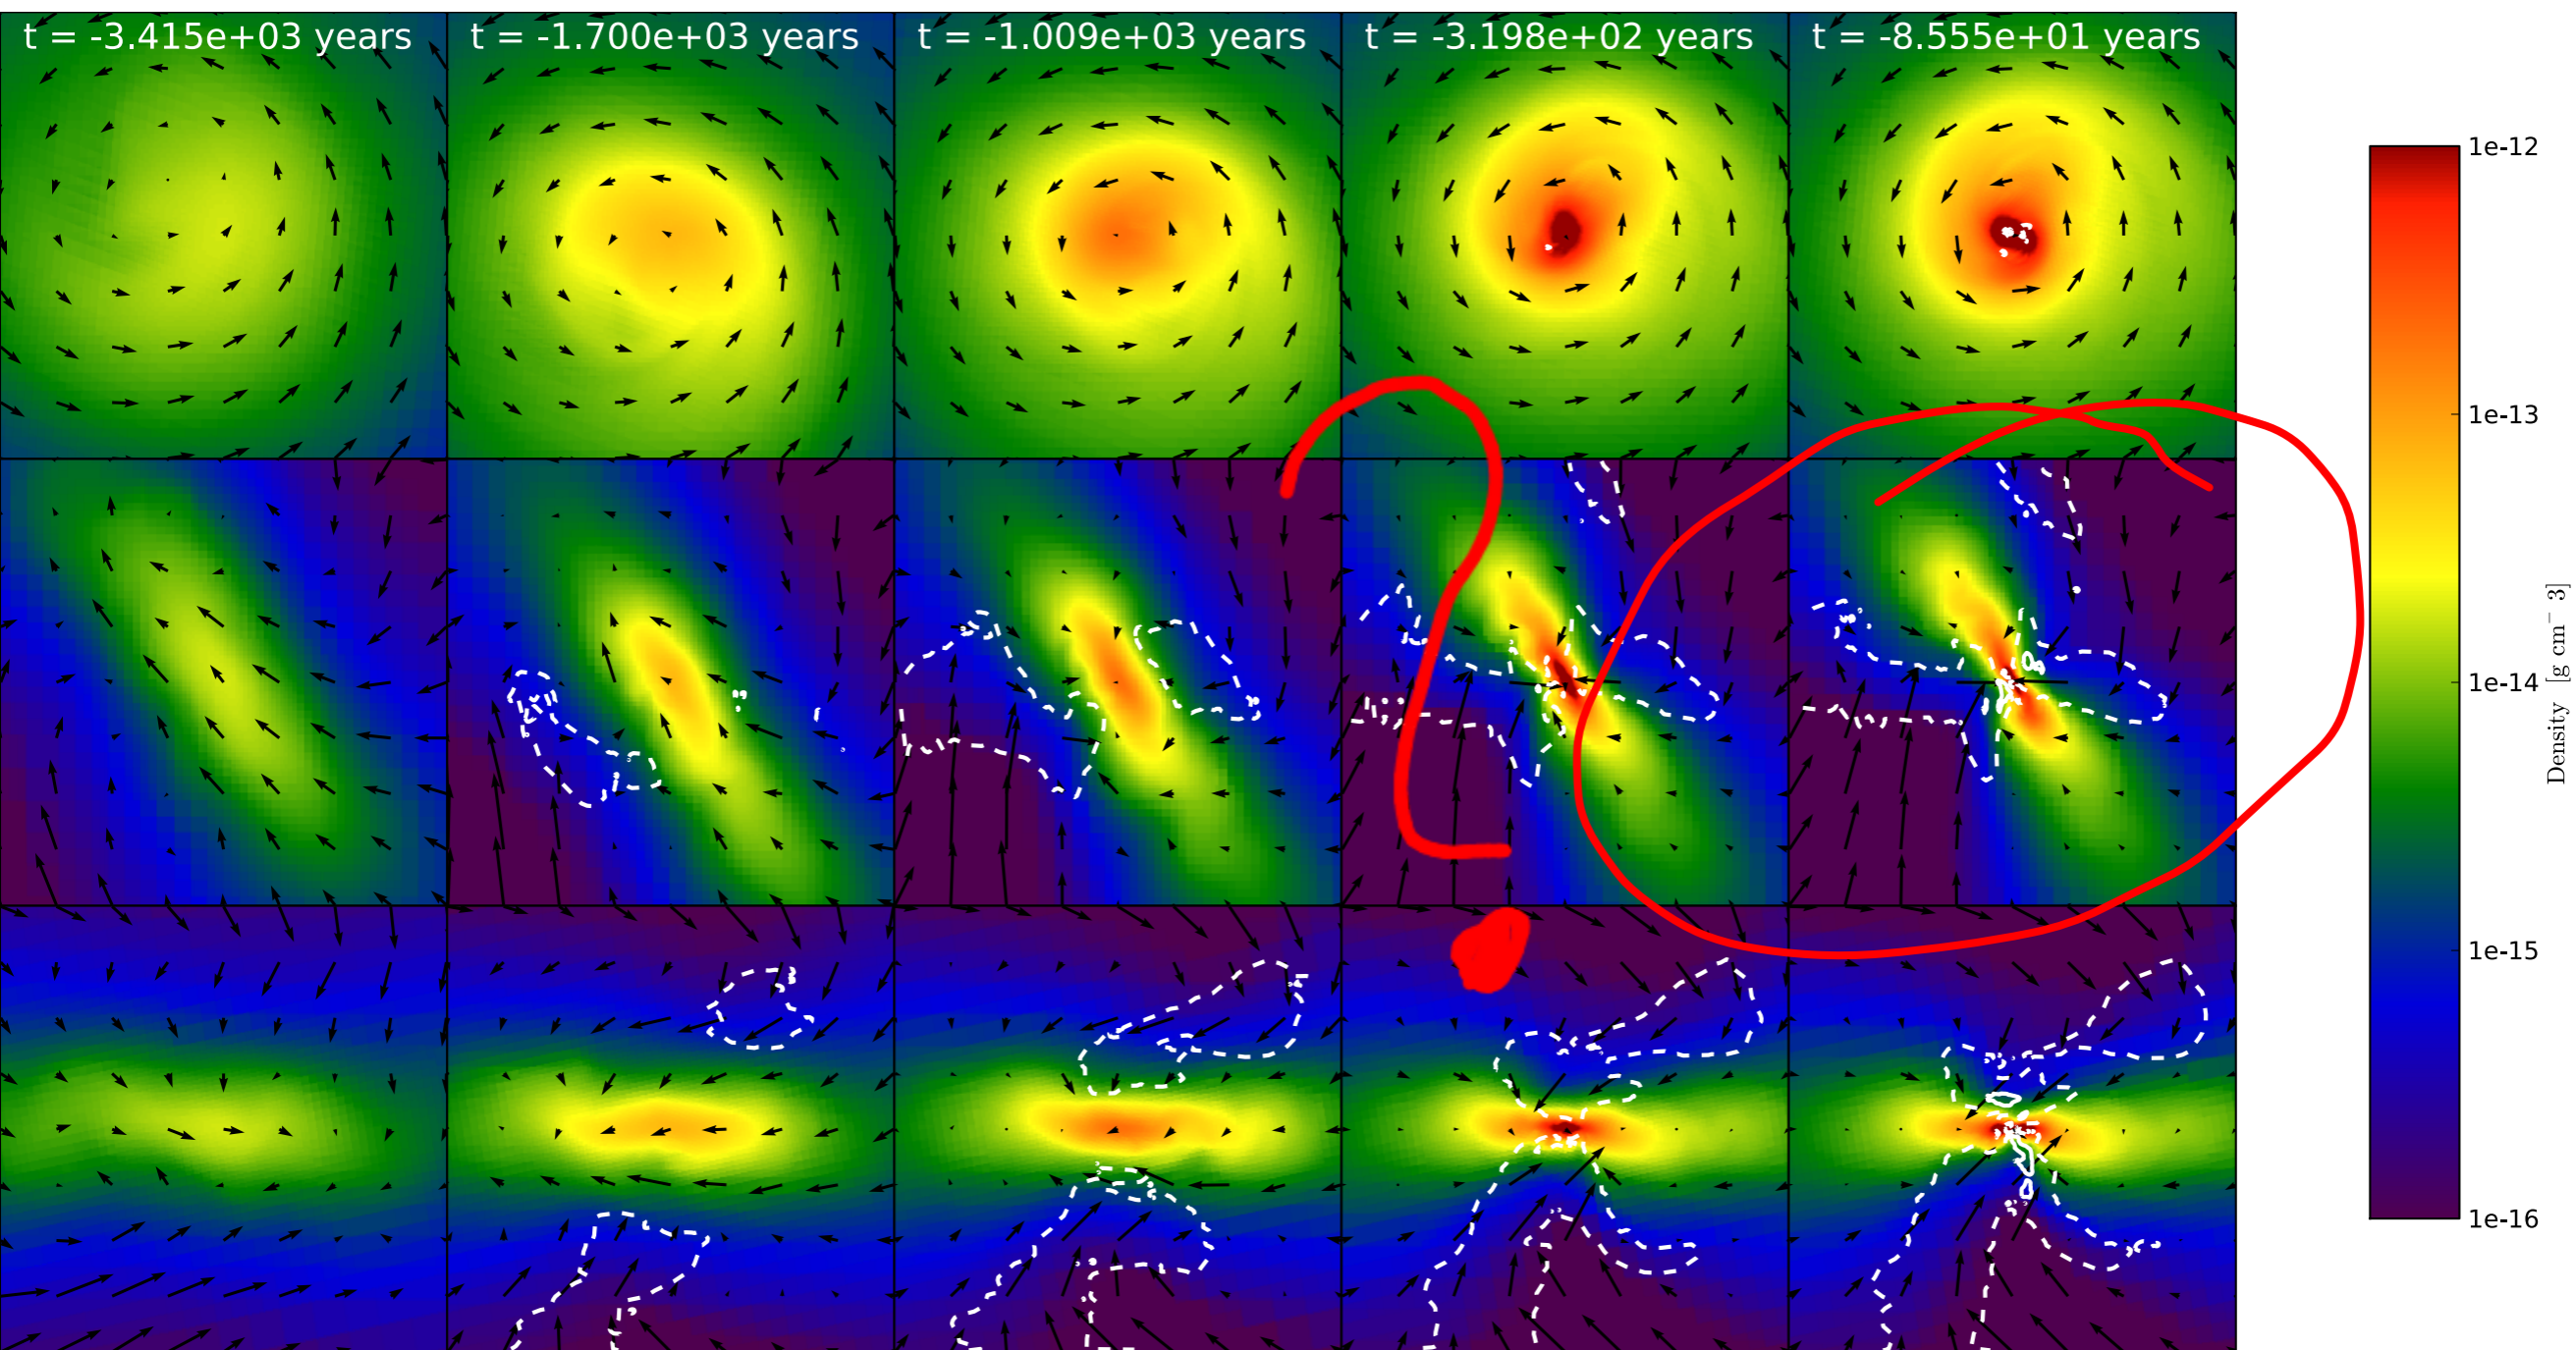 t = -3.415e+03 years
t = -1.700e+03 years
t = -1.009e+03 years
t = -3.198e+02 years
t = -8.555e+01 years
1e-12
1e-13
1e-14
1e-15
1e-16
Density [g cm⁻ 3]